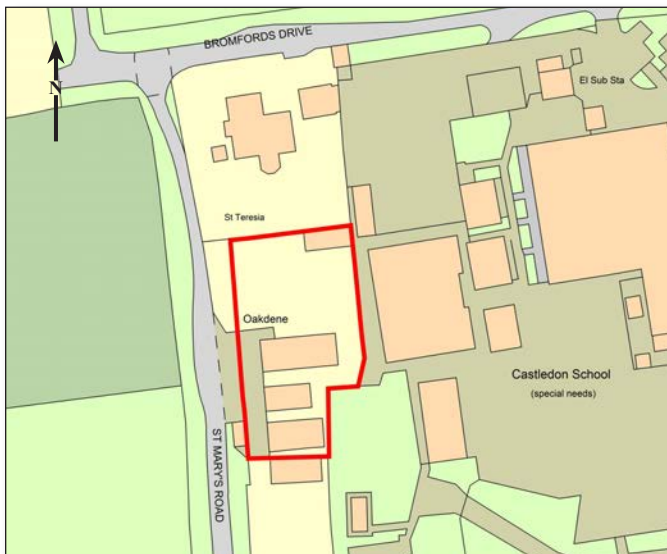 BROMFORDS DRIVE
N
El Sub Sta
St Teresia
Oakdene
Castledon School
(special needs)
ST MARY'S ROAD